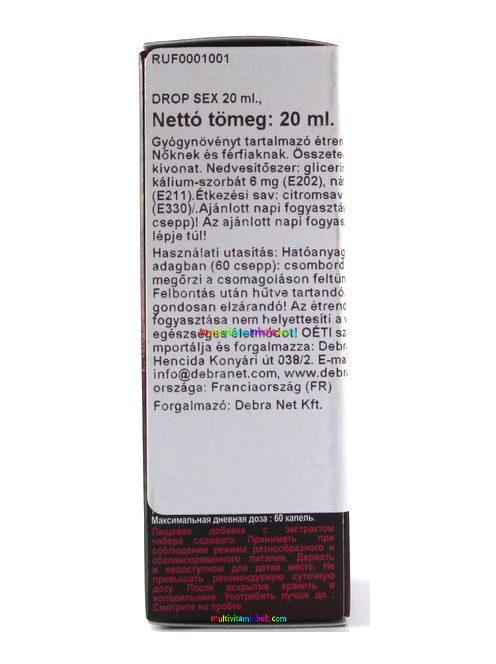 RUF0001001
DROP SEX 20 ml.,
Nettó tömeg: 20 ml.
Gyógynövényt tartalmazó étren
Nőknek és férfiaknak. Összete
kivonat. Nedvesítőszer: glicerin
kálium-szorbát 6 mg (E202), ná
(E211).Étkezési sav: citromsav
(E330)/.Ajánlott napi fogyasztá
csepp)! Az ajánlott napi fogyas
lépje túl!
Használati utasítás: Hatóanyag
adagban (60 csepp): csombord
megőrzi a csomagoláson feltün
Felbontás után hűtve tartandó.
gondosan elzárandó! Az étrend
fogyasztása nem helyettesíti a v
egészséges életmódot! OÉTI sz
mportálja és forgalmazza: Debra
Hencida Konyári út 038/2. E-mai
info@debranet.com, www.debra
országa: Franciaország (FR)
Forgalmazó: Debra Net Kft.
Максимальная дневная доза : 60 капель.
Пищевая добавка с экстрактом
чабера садового. Принимать при
соблюдении режима разнообразного и
сбалансированного питания. Держать
в недоступном для детей месте. Не
превышать рекомендуемую суточную
дозу. После вскрытия хранить в
холодильнике. Употребить лучше до :
Смотрите на пробке.
multivitaminbolt.com